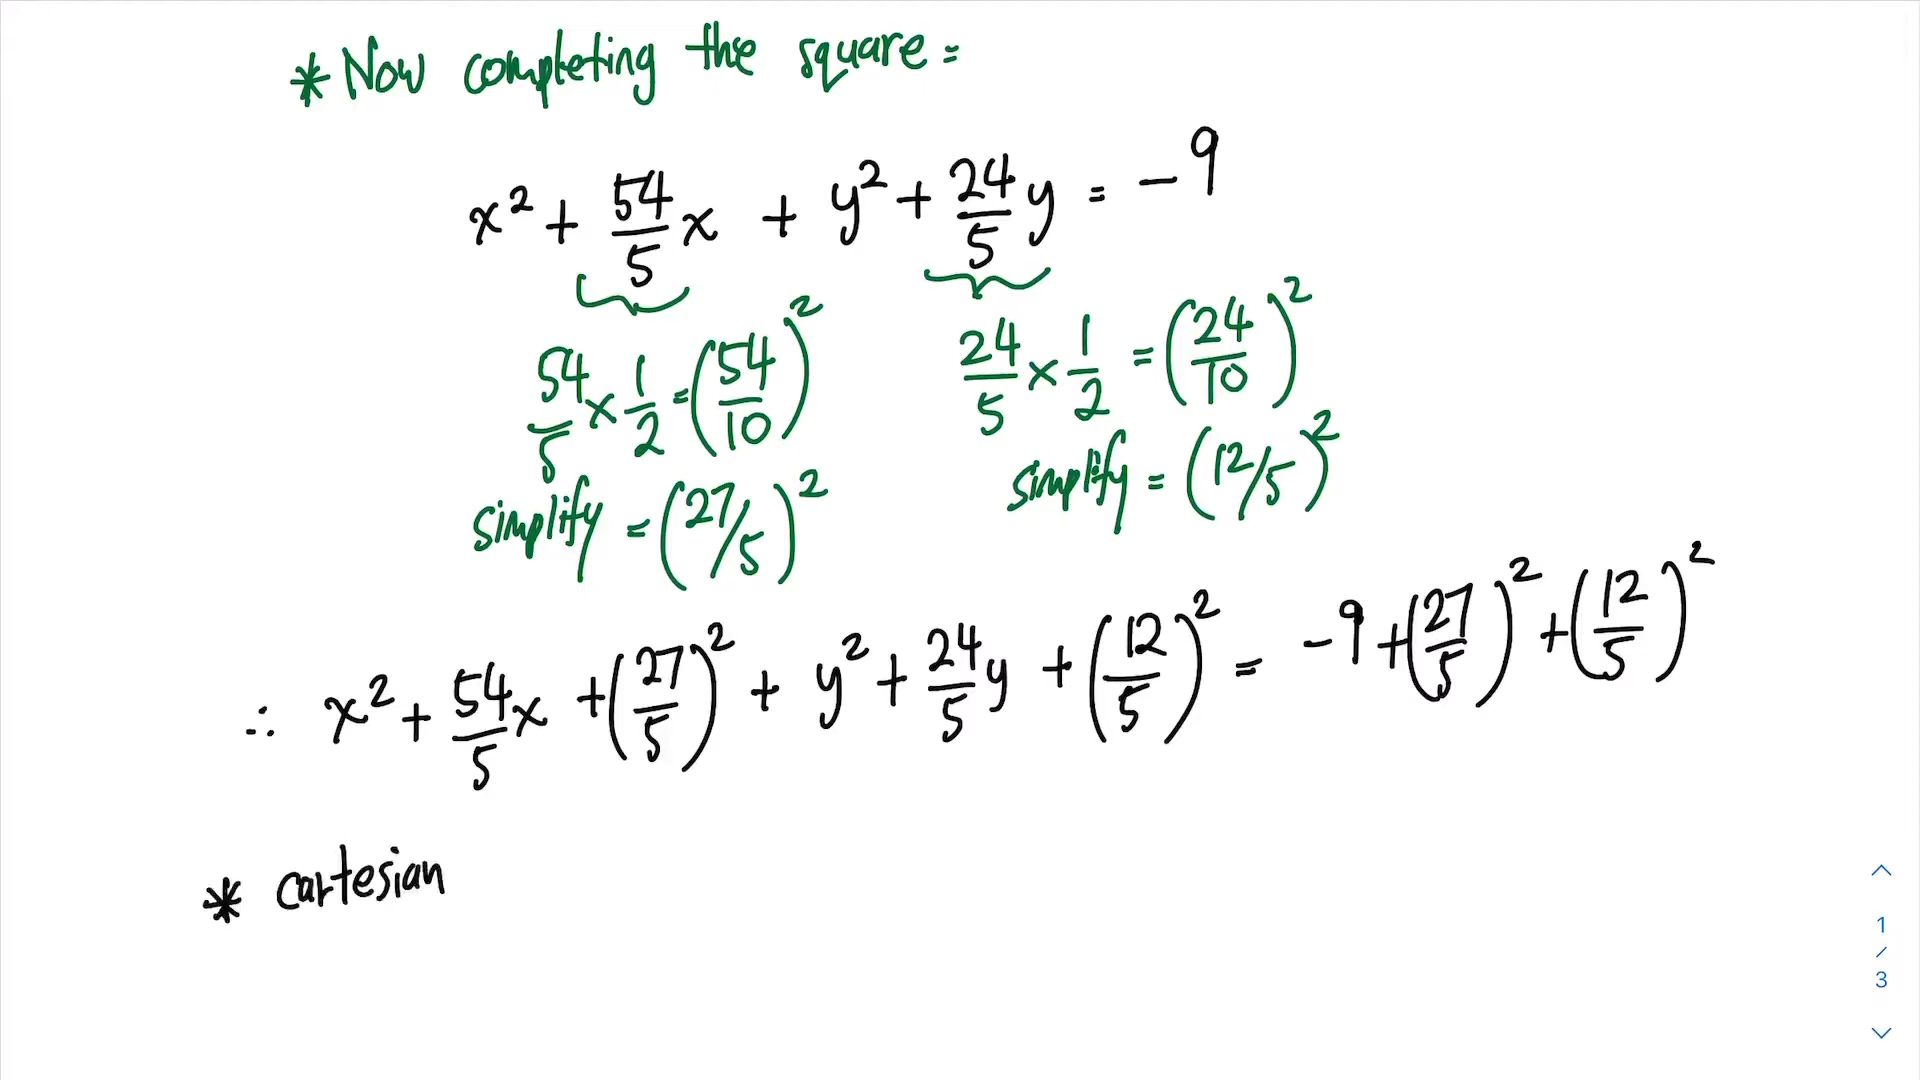 * Now completing the square =
x² + 54/5 x + y² + 24/5 y = -9
54/5 × 1/2 = (54/10)²
24/5 × 1/2 = (24/10)²
simplify = (27/5)²
simplify = (12/5)²
∴ x² + 54/5 x + (27/5)² + y² + 24/5 y + (12/5)² = -9 + (27/5)² + (12/5)²
* cartesian
1
/
3